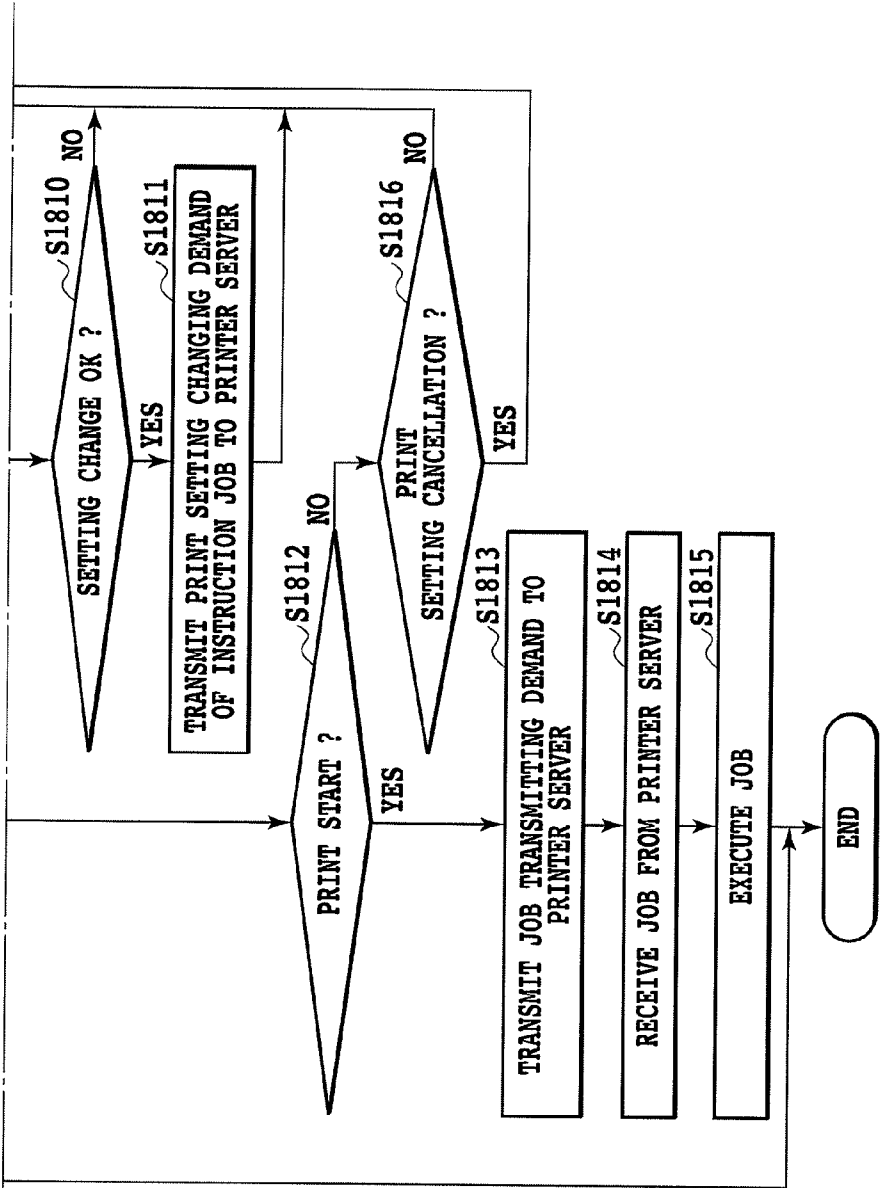 S1810
SETTING CHANGE OK ?
NO
YES
S1811
TRANSMIT PRINT SETTING CHANGING DEMAND
OF INSTRUCTION JOB TO PRINTER SERVER
S1812
PRINT START ?
NO
YES
S1816
PRINT
SETTING CANCELLATION ?
NO
YES
S1813
TRANSMIT JOB TRANSMITTING DEMAND TO
PRINTER SERVER
S1814
RECEIVE JOB FROM PRINTER SERVER
S1815
EXECUTE JOB
END